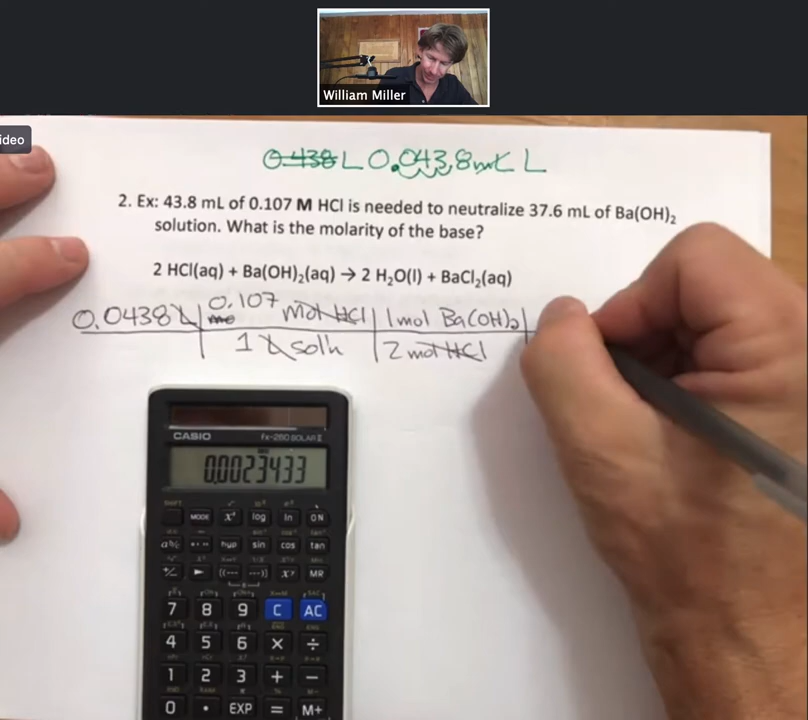 William Miller
ideo
0.438 L 0.043.8mL L
2. Ex: 43.8 mL of 0.107 M HCl is needed to neutralize 37.6 mL of Ba(OH)₂
solution. What is the molarity of the base?
2 HCl(aq) + Ba(OH)₂(aq) → 2 H₂O(l) + BaCl₂(aq)
0.0438 L | 0.107 mol HCl | 1 mol Ba(OH)₂ |
1 L soln | 2 mol HCl
CASIO fx-260 SOLAR II
0.0023433
SHIFT MODE x² log ln ON
hyp sin cos tan
+/- MR
7 8 9 C AC
4 5 6 × ÷
1 2 3 + −
0 . EXP = M+